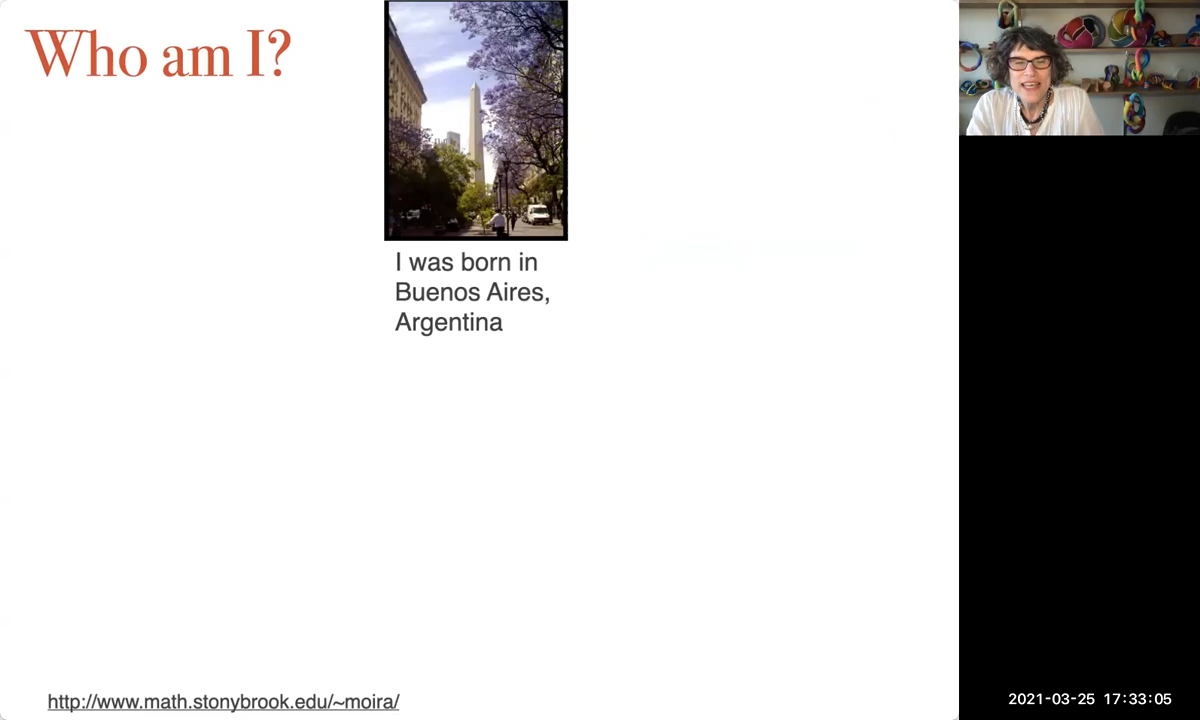 Who am I?
I was born in
Buenos Aires,
Argentina
http://www.math.stonybrook.edu/~moira/
2021-03-25 17:33:05